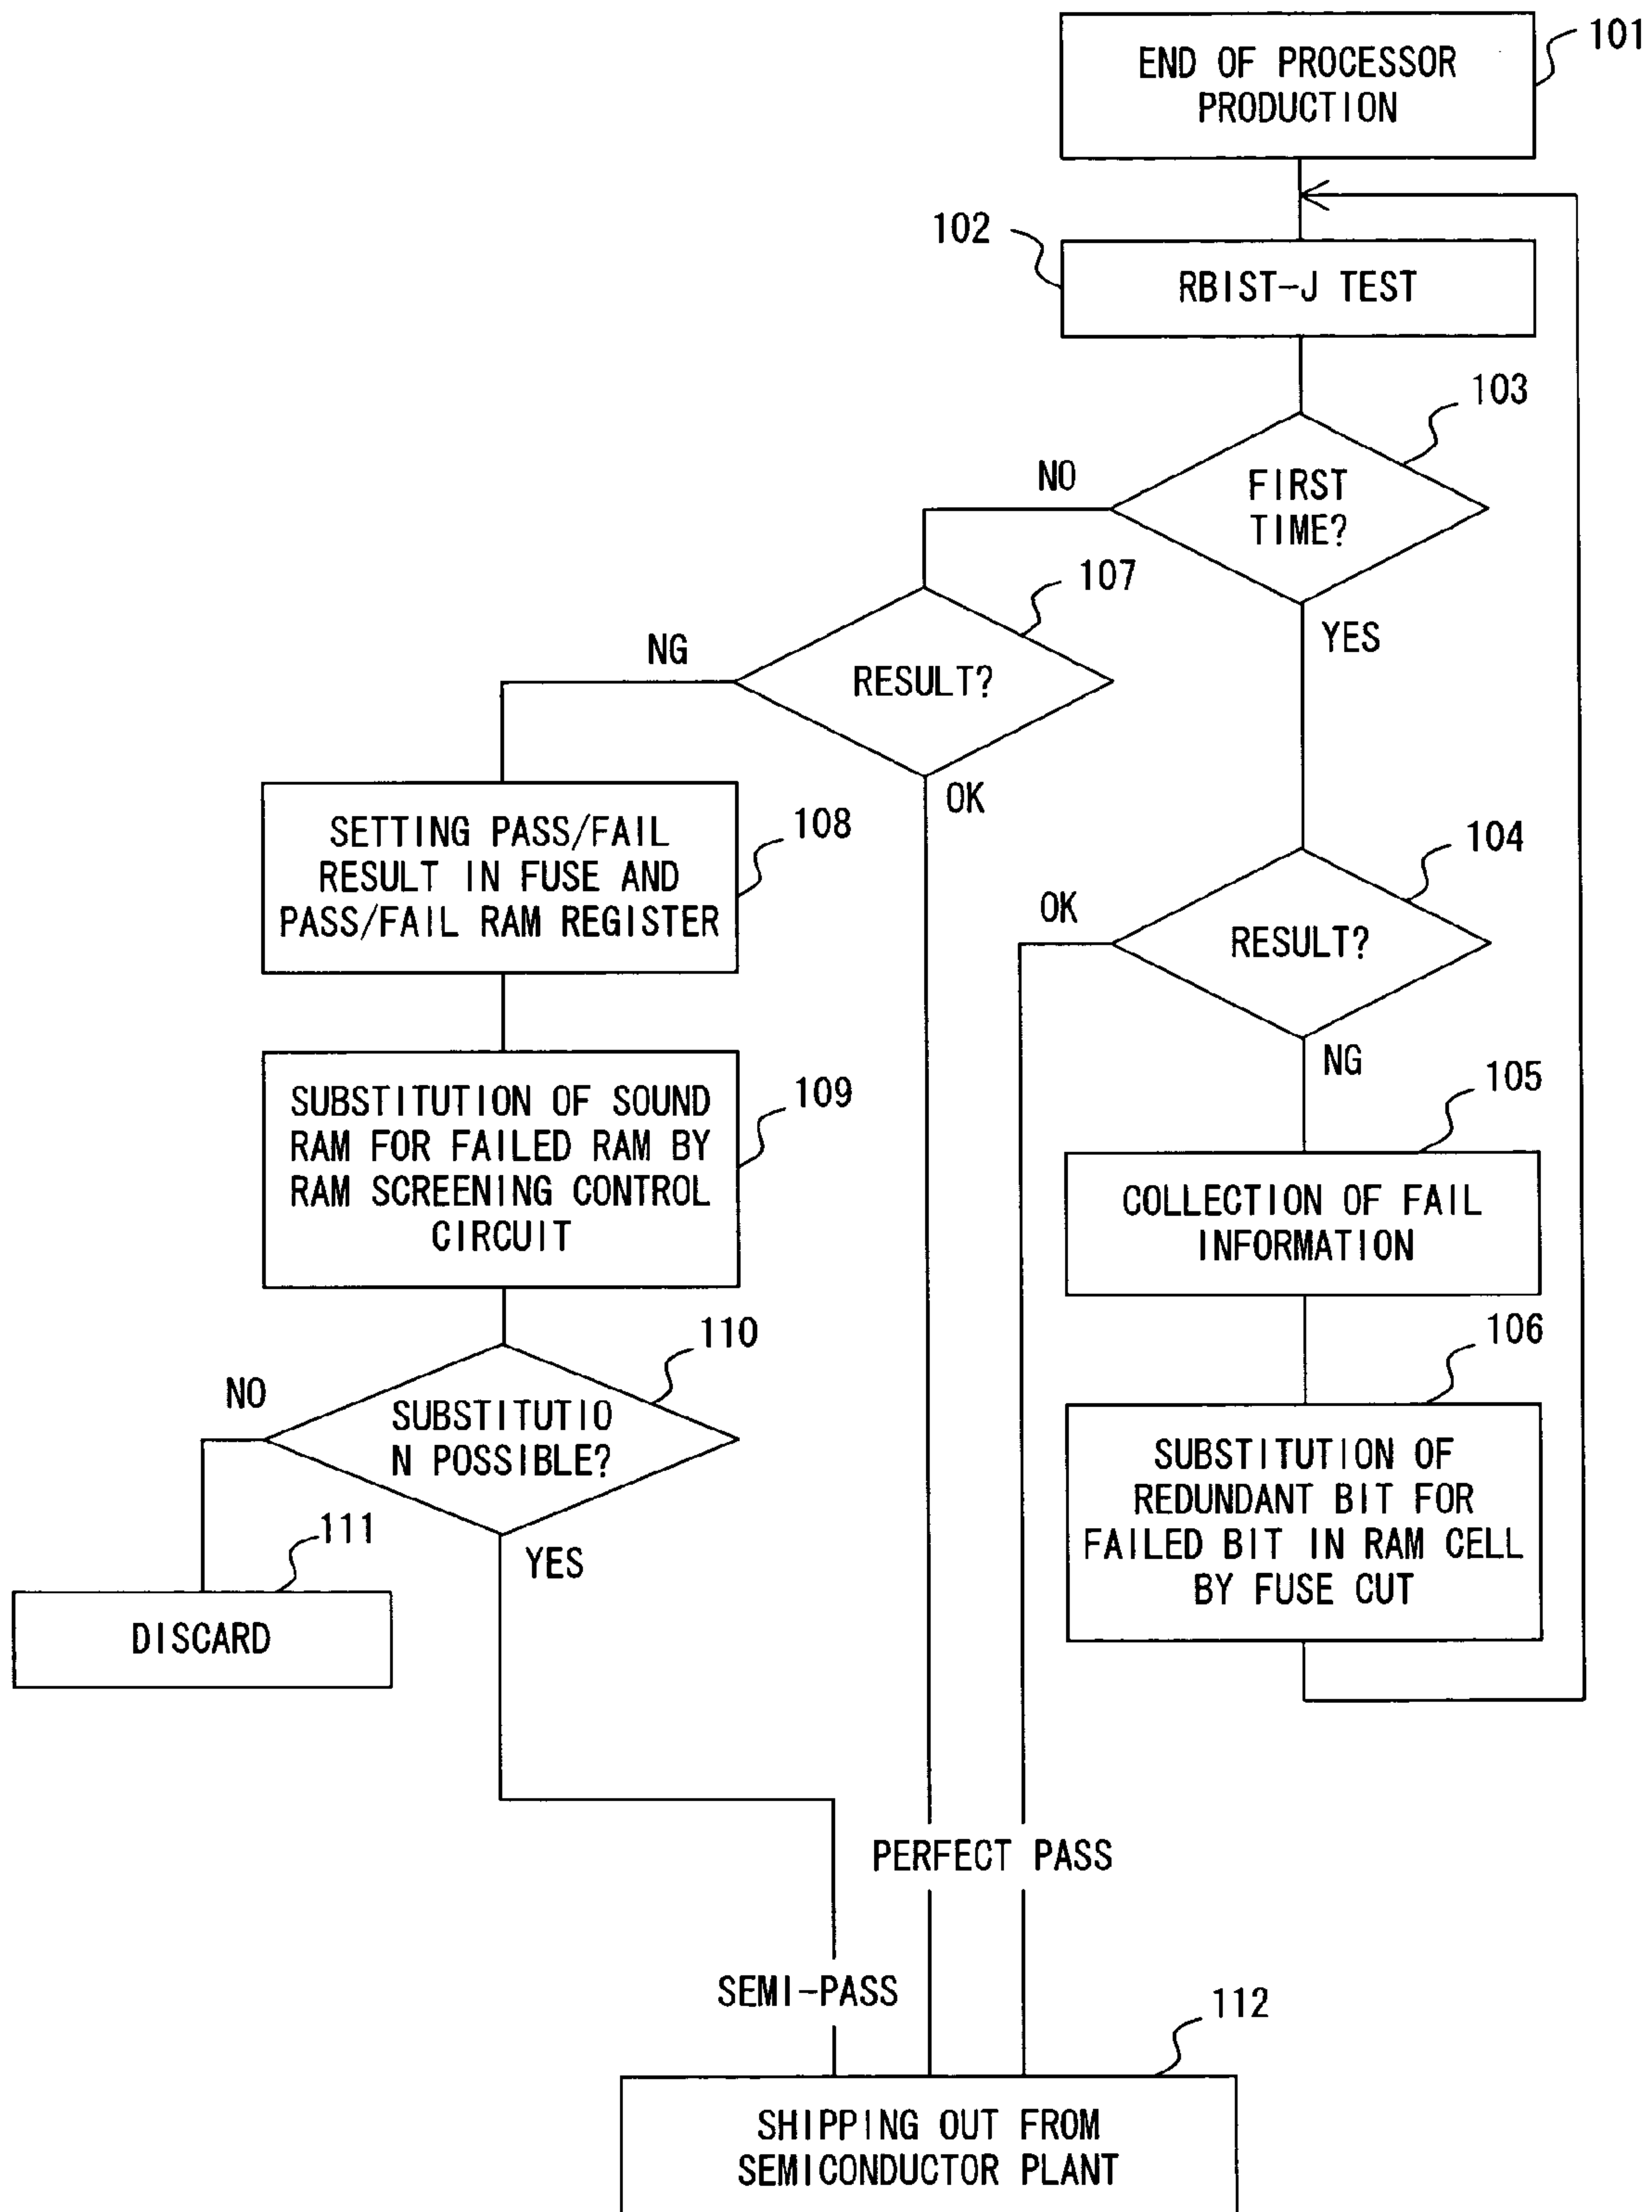 101
END OF PROCESSOR
PRODUCTION
102
RBIST-J TEST
103
FIRST
TIME?
NO
YES
107
RESULT?
NG
OK
108
SETTING PASS/FAIL
RESULT IN FUSE AND
PASS/FAIL RAM REGISTER
104
RESULT?
OK
NG
109
SUBSTITUTION OF SOUND
RAM FOR FAILED RAM BY
RAM SCREENING CONTROL
CIRCUIT
105
COLLECTION OF FAIL
INFORMATION
110
SUBSTITUTIO
N POSSIBLE?
NO
YES
106
SUBSTITUTION OF
REDUNDANT BIT FOR
FAILED BIT IN RAM CELL
BY FUSE CUT
111
DISCARD
PERFECT PASS
SEMI-PASS
112
SHIPPING OUT FROM
SEMICONDUCTOR PLANT